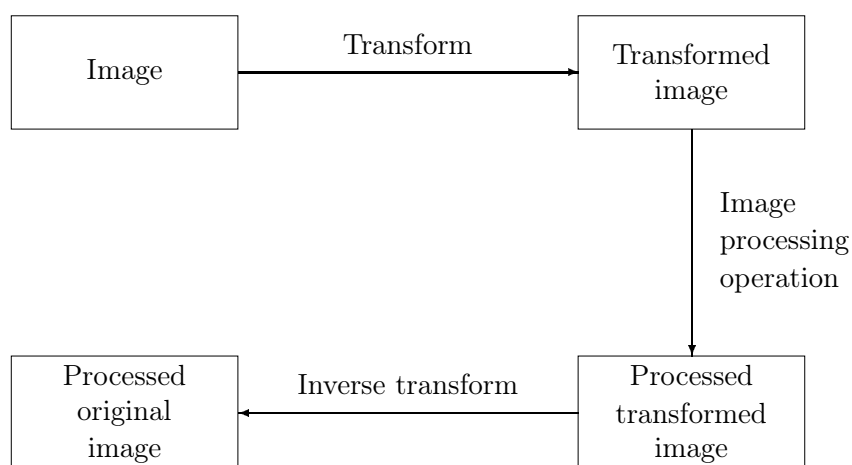 Image
Transform
Transformed
image
Image
processing
operation
Processed
transformed
image
Inverse transform
Processed
original
image